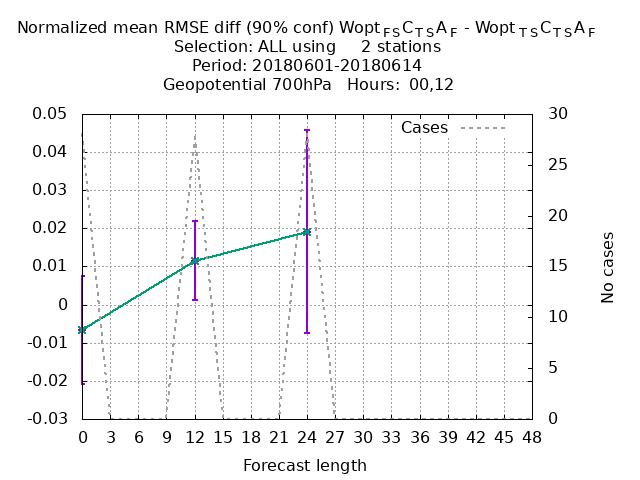 Normalized mean RMSE diff (90% conf) Wopt FS C TS A F - Wopt TS C TS A F
Selection: ALL using 2 stations
Period: 20180601-20180614
Geopotential 700hPa Hours: 00,12
Cases
0.05
0.04
0.03
0.02
0.01
0
-0.01
-0.02
-0.03
30
25
20
15
10
5
0
No cases
0 3 6 9 12 15 18 21 24 27 30 33 36 39 42 45 48
Forecast length